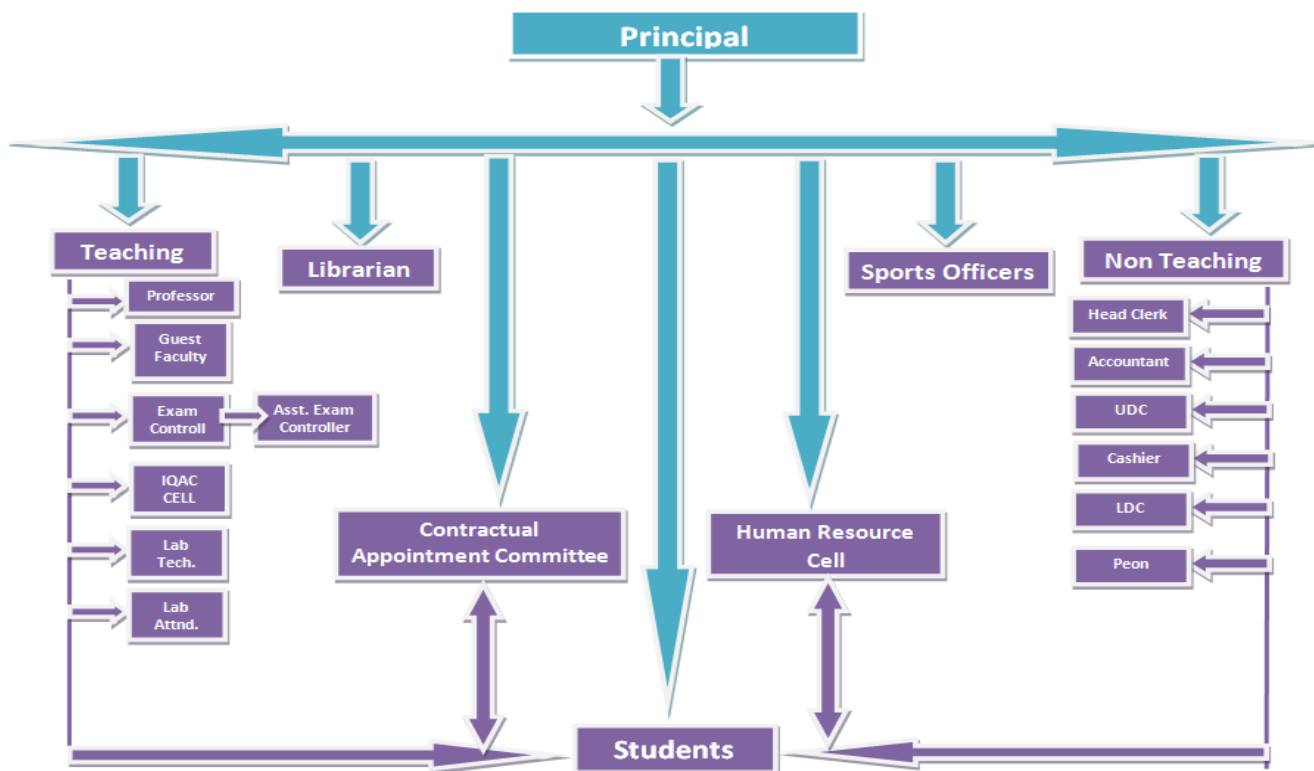 Principal
Teaching
Librarian
Sports Officers
Non Teaching
Professor
Guest
Faculty
Exam
Controll
Asst. Exam
Controller
IQAC
CELL
Lab
Tech.
Lab
Attnd.
Contractual
Appointment Committee
Human Resource
Cell
Head Clerk
Accountant
UDC
Cashier
LDC
Peon
Students